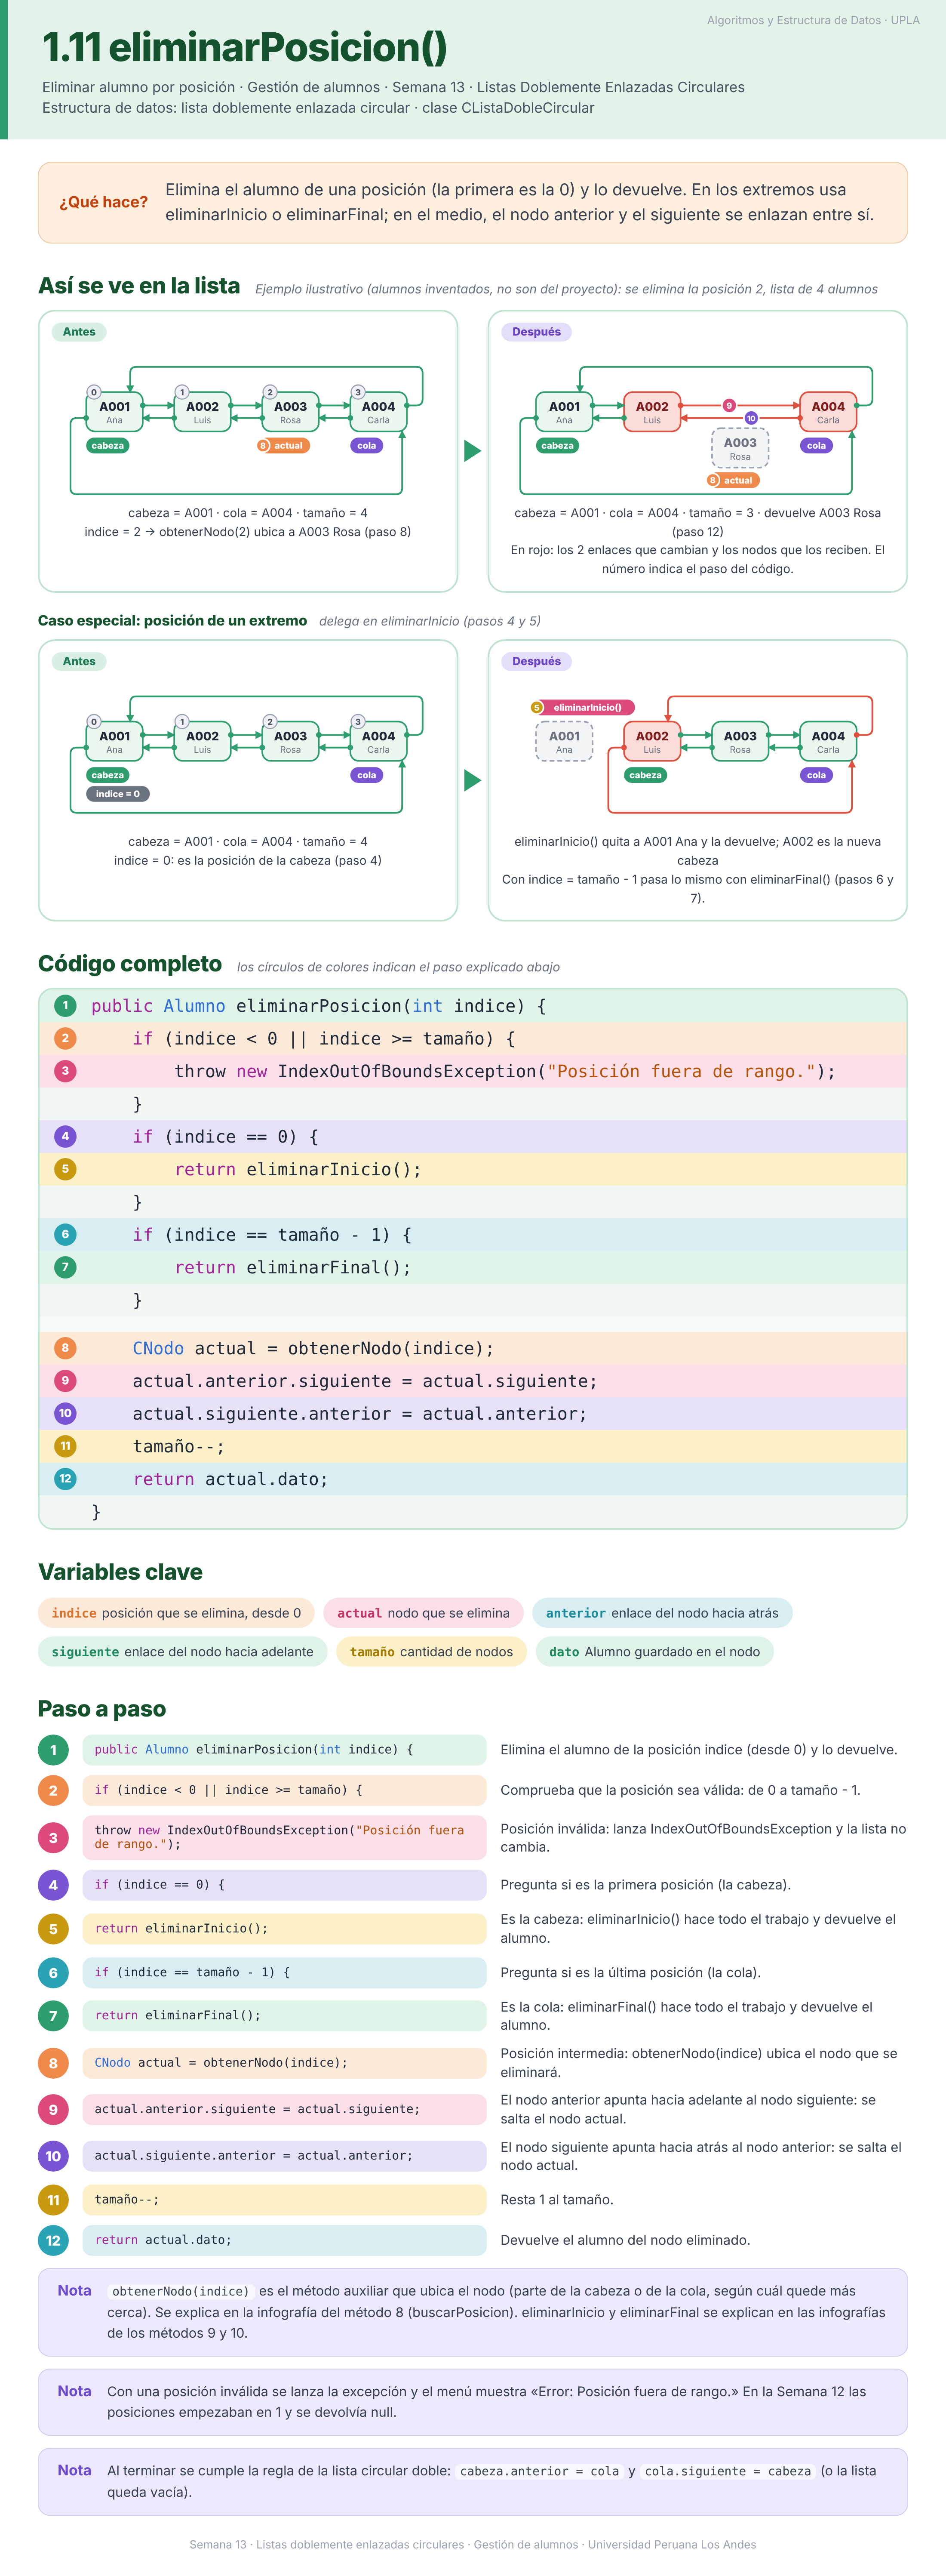 Algoritmos y Estructura de Datos · UPLA
1.11 eliminarPosicion()
Eliminar alumno por posición · Gestión de alumnos · Semana 13 · Listas Doblemente Enlazadas Circulares
Estructura de datos: lista doblemente enlazada circular · clase CListaDobleCircular
¿Qué hace?
Elimina el alumno de una posición (la primera es la 0) y lo devuelve. En los extremos usa
eliminarInicio o eliminarFinal; en el medio, el nodo anterior y el siguiente se enlazan entre sí.
Así se ve en la lista Ejemplo ilustrativo (alumnos inventados, no son del proyecto): se elimina la posición 2, lista de 4 alumnos
Antes
0 1 2 3
A001 A002 A003 A004
Ana Luis Rosa Carla
cabeza 8 actual cola
cabeza = A001 · cola = A004 · tamaño = 4
indice = 2 → obtenerNodo(2) ubica a A003 Rosa (paso 8)
Después
A001 A002 9 A004
Ana Luis 10 Carla
cabeza A003 cola
Rosa
8 actual
cabeza = A001 · cola = A004 · tamaño = 3 · devuelve A003 Rosa
(paso 12)
En rojo: los 2 enlaces que cambian y los nodos que los reciben. El
número indica el paso del código.
Caso especial: posición de un extremo delega en eliminarInicio (pasos 4 y 5)
Antes
0 1 2 3
A001 A002 A003 A004
Ana Luis Rosa Carla
cabeza cola
indice = 0
cabeza = A001 · cola = A004 · tamaño = 4
indice = 0: es la posición de la cabeza (paso 4)
Después
5 eliminarInicio()
A001 A002 A003 A004
Ana Luis Rosa Carla
cabeza cola
eliminarInicio() quita a A001 Ana y la devuelve; A002 es la nueva
cabeza
Con indice = tamaño - 1 pasa lo mismo con eliminarFinal() (pasos 6 y
7).
Código completo los círculos de colores indican el paso explicado abajo
1 public Alumno eliminarPosicion(int indice) {
2 if (indice < 0 || indice >= tamaño) {
3 throw new IndexOutOfBoundsException("Posición fuera de rango.");
}
4 if (indice == 0) {
5 return eliminarInicio();
}
6 if (indice == tamaño - 1) {
7 return eliminarFinal();
}
8 CNodo actual = obtenerNodo(indice);
9 actual.anterior.siguiente = actual.siguiente;
10 actual.siguiente.anterior = actual.anterior;
11 tamaño--;
12 return actual.dato;
}
Variables clave
indice posición que se elimina, desde 0
actual nodo que se elimina
anterior enlace del nodo hacia atrás
siguiente enlace del nodo hacia adelante
tamaño cantidad de nodos
dato Alumno guardado en el nodo
Paso a paso
1 public Alumno eliminarPosicion(int indice) { Elimina el alumno de la posición indice (desde 0) y lo devuelve.
2 if (indice < 0 || indice >= tamaño) { Comprueba que la posición sea válida: de 0 a tamaño - 1.
3 throw new IndexOutOfBoundsException("Posición fuera
de rango.");
Posición inválida: lanza IndexOutOfBoundsException y la lista no
cambia.
4 if (indice == 0) { Pregunta si es la primera posición (la cabeza).
5 return eliminarInicio();
Es la cabeza: eliminarInicio() hace todo el trabajo y devuelve el
alumno.
6 if (indice == tamaño - 1) { Pregunta si es la última posición (la cola).
7 return eliminarFinal();
Es la cola: eliminarFinal() hace todo el trabajo y devuelve el
alumno.
8 CNodo actual = obtenerNodo(indice);
Posición intermedia: obtenerNodo(indice) ubica el nodo que se
eliminará.
9 actual.anterior.siguiente = actual.siguiente;
El nodo anterior apunta hacia adelante al nodo siguiente: se
salta el nodo actual.
10 actual.siguiente.anterior = actual.anterior;
El nodo siguiente apunta hacia atrás al nodo anterior: se salta el
nodo actual.
11 tamaño--; Resta 1 al tamaño.
12 return actual.dato; Devuelve el alumno del nodo eliminado.
Nota obtenerNodo(indice) es el método auxiliar que ubica el nodo (parte de la cabeza o de la cola, según cuál quede más
cerca). Se explica en la infografía del método 8 (buscarPosicion). eliminarInicio y eliminarFinal se explican en las infografías
de los métodos 9 y 10.
Nota Con una posición inválida se lanza la excepción y el menú muestra «Error: Posición fuera de rango.» En la Semana 12 las
posiciones empezaban en 1 y se devolvía null.
Nota Al terminar se cumple la regla de la lista circular doble: cabeza.anterior = cola y cola.siguiente = cabeza (o la lista
queda vacía).
Semana 13 · Listas doblemente enlazadas circulares · Gestión de alumnos · Universidad Peruana Los Andes